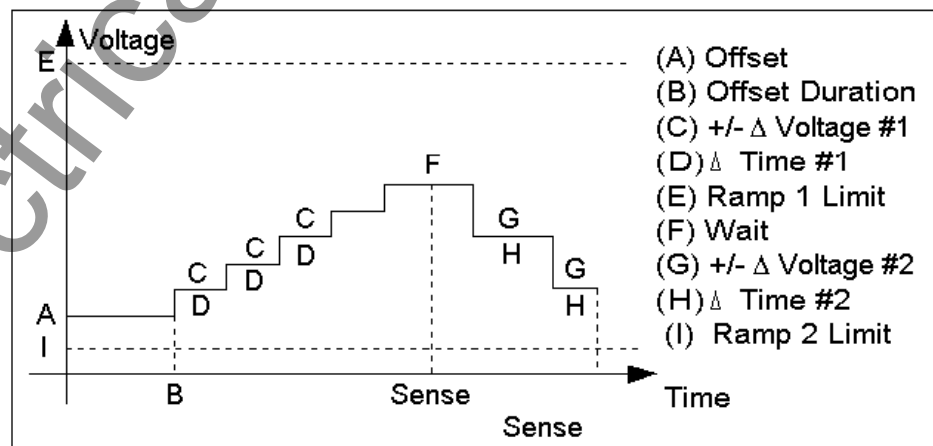 Voltage
E
(A) Offset
(B) Offset Duration
(C) +/- Δ Voltage #1
(D) Δ Time #1
(E) Ramp 1 Limit
(F) Wait
(G) +/- Δ Voltage #2
(H) Δ Time #2
(I) Ramp 2 Limit
F
C
D
C
D
C
D
G
H
G
H
A
I
B
Sense
Time
Sense